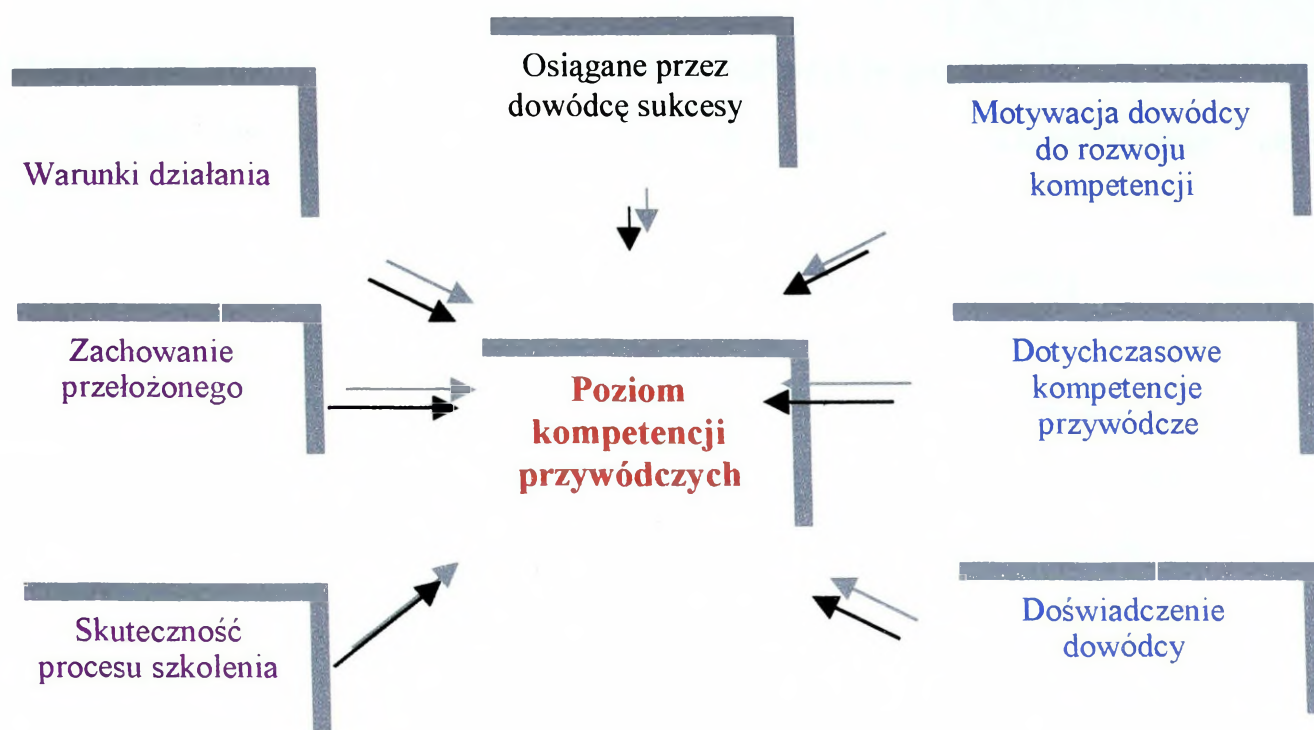 Osiągane przez
dowódcę sukcesy
Warunki działania
Motywacja dowódcy
do rozwoju
kompetencji
Zachowanie
przełożonego
Poziom
kompetencji
przywódczych
Dotychczasowe
kompetencje
przywódcze
Skuteczność
procesu szkolenia
Doświadczenie
dowódcy